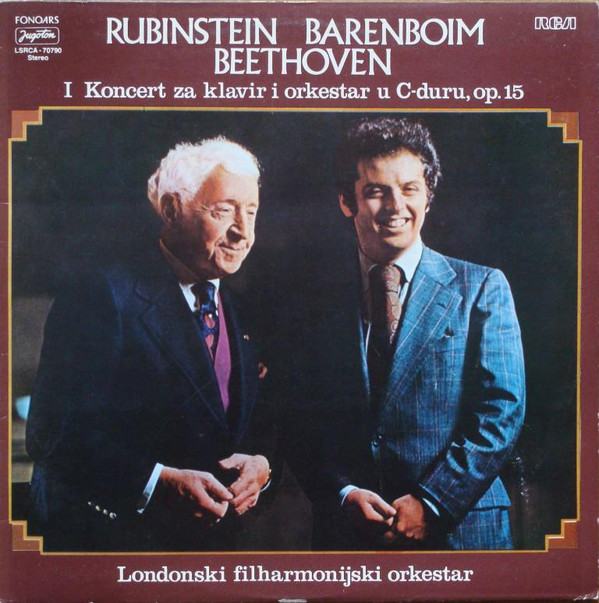 FONOARS
Jugoton
LSRCA - 70790
Stereo
RUBINSTEIN BARENBOIM
BEETHOVEN
RCA
I Koncert za klavir i orkestar u C-duru, op. 15
Londonski filharmonijski orkestar